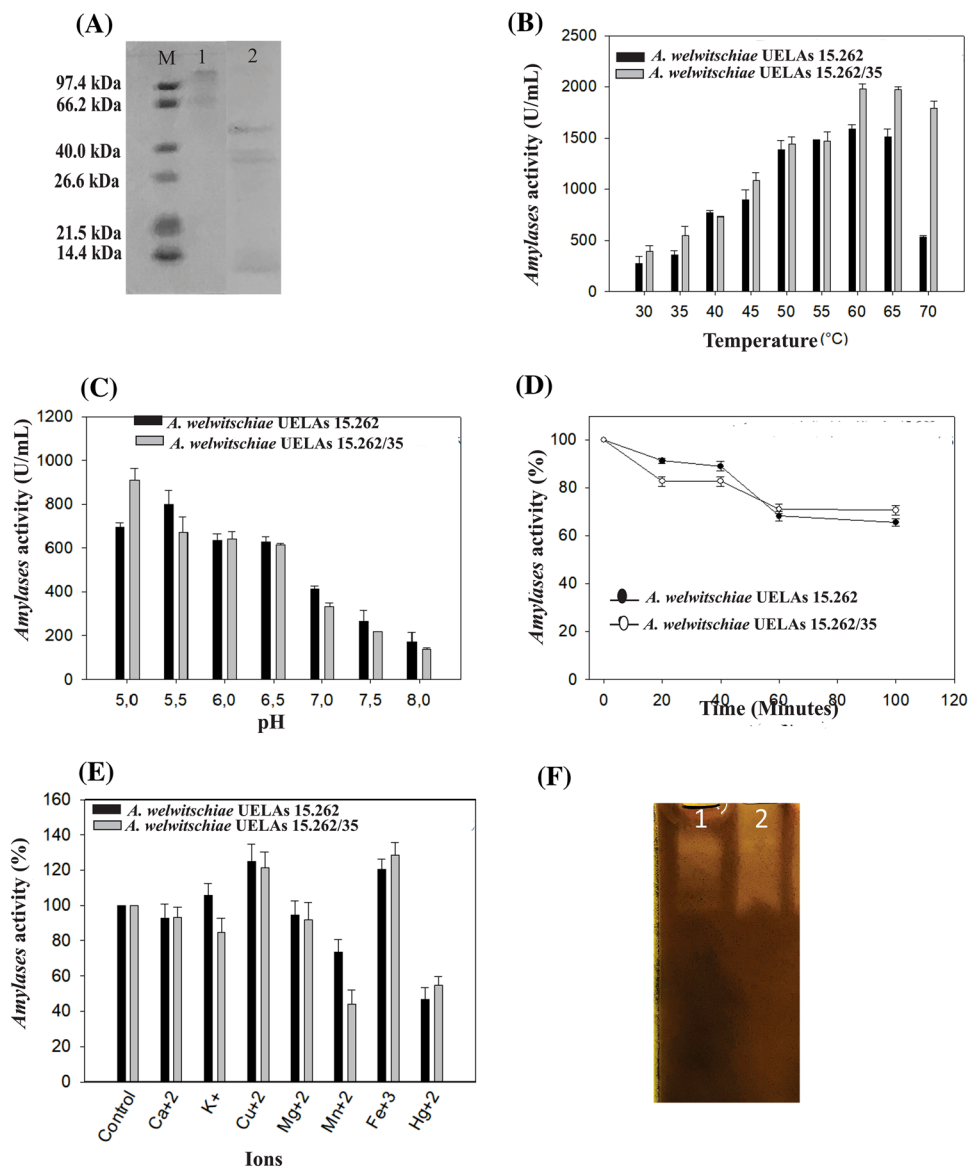 (A)
M 1 2
97.4 kDa
66.2 kDa
40.0 kDa
26.6 kDa
21.5 kDa
14.4 kDa
(B)
Amylases activity (U/mL)
2500
2000
1500
1000
500
0
A. welwitschiae UELAs 15.262
A. welwitschiae UELAs 15.262/35
30 35 40 45 50 55 60 65 70
Temperature (°C)
(C)
Amylases activity (U/mL)
1200
1000
800
600
400
200
0
A. welwitschiae UELAs 15.262
A. welwitschiae UELAs 15.262/35
5,0 5,5 6,0 6,5 7,0 7,5 8,0
pH
(D)
Amylases activity (%)
100
80
60
40
20
0
A. welwitschiae UELAs 15.262
A. welwitschiae UELAs 15.262/35
0 20 40 60 80 100 120
Time (Minutes)
(E)
Amylases activity (%)
160
140
120
100
80
60
40
20
0
A. welwitschiae UELAs 15.262
A. welwitschiae UELAs 15.262/35
Control Ca+2 K+ Cu+2 Mg+2 Mn+2 Fe+3 Hg+2
Ions
(F)
1 2